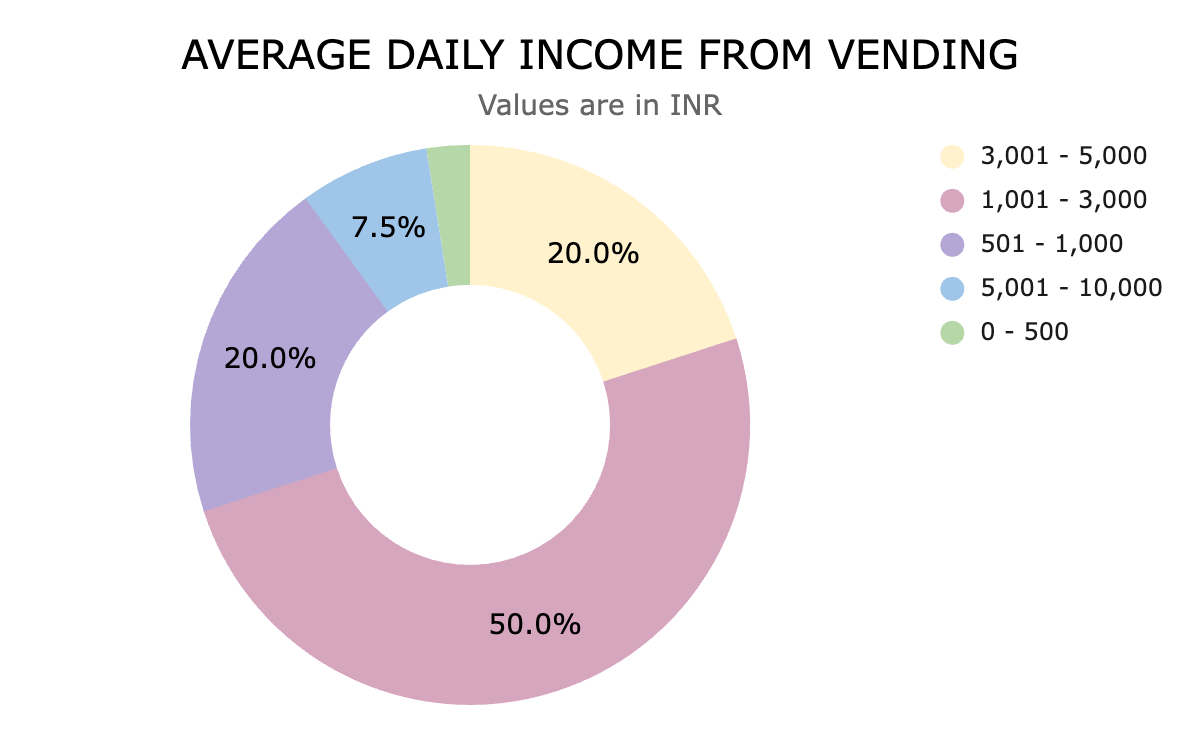 AVERAGE DAILY INCOME FROM VENDING
Values are in INR
3,001 - 5,000
1,001 - 3,000
501 - 1,000
5,001 - 10,000
0 - 500
7.5%
20.0%
20.0%
50.0%